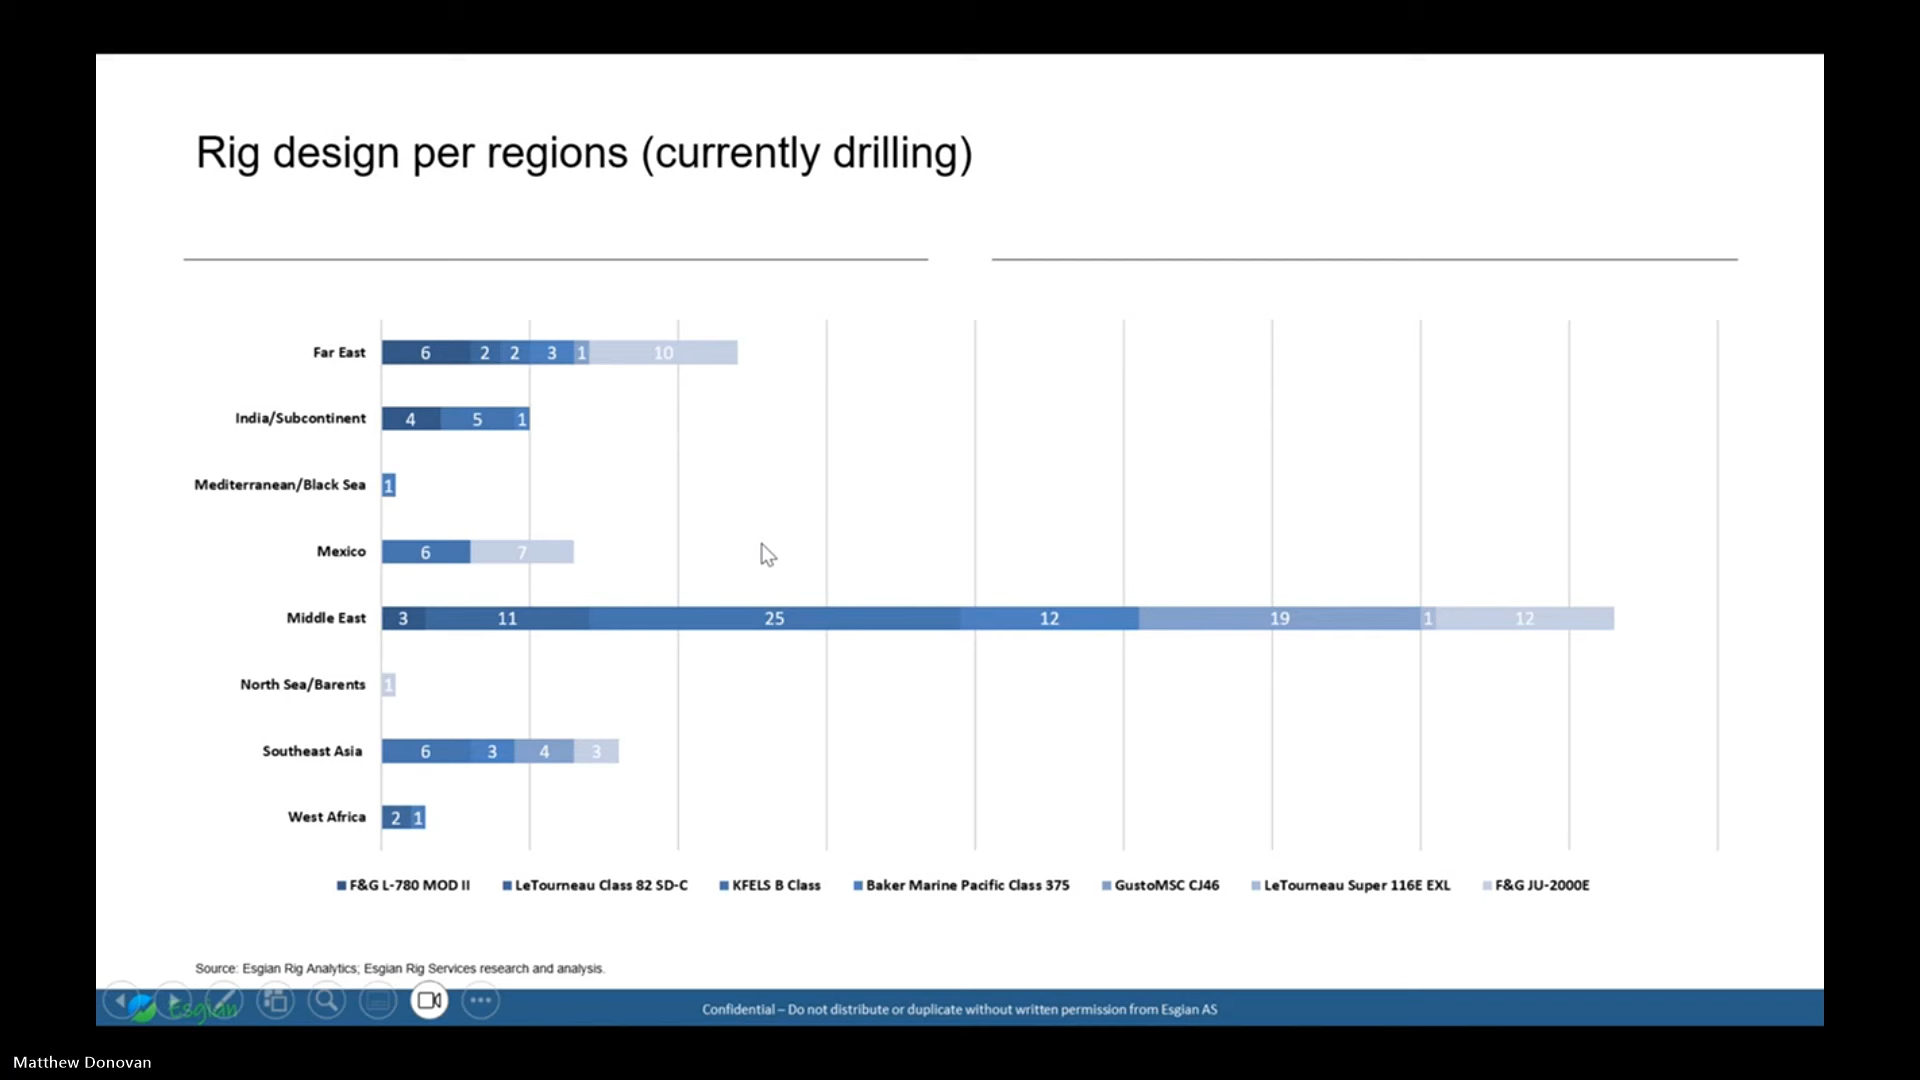 Rig design per regions (currently drilling)
Far East 6 2 2 3 1 10
India/Subcontinent 4 5 1
Mediterranean/Black Sea 1
Mexico 6 7
Middle East 3 11 25 12 19 1 12
North Sea/Barents 1
Southeast Asia 6 3 4 3
West Africa 2 1
F&G L-780 MOD II LeTourneau Class 82 SD-C KFELS B Class Baker Marine Pacific Class 375 GustoMSC CJ46 LeTourneau Super 116E EXL F&G JU-2000E
Source: Esgian Rig Analytics; Esgian Rig Services research and analysis.
Esgian
Confidential – Do not distribute or duplicate without written permission from Esgian AS
Matthew Donovan